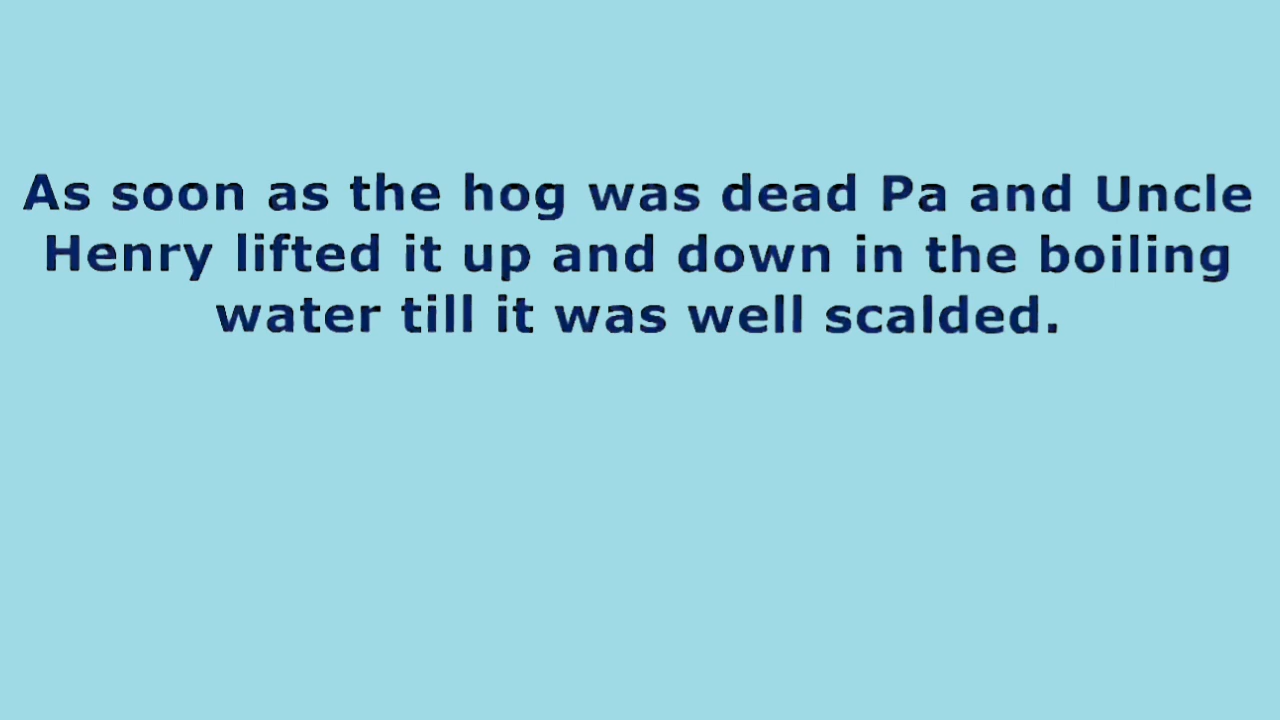 As soon as the hog was dead Pa and Uncle
Henry lifted it up and down in the boiling
water till it was well scalded.